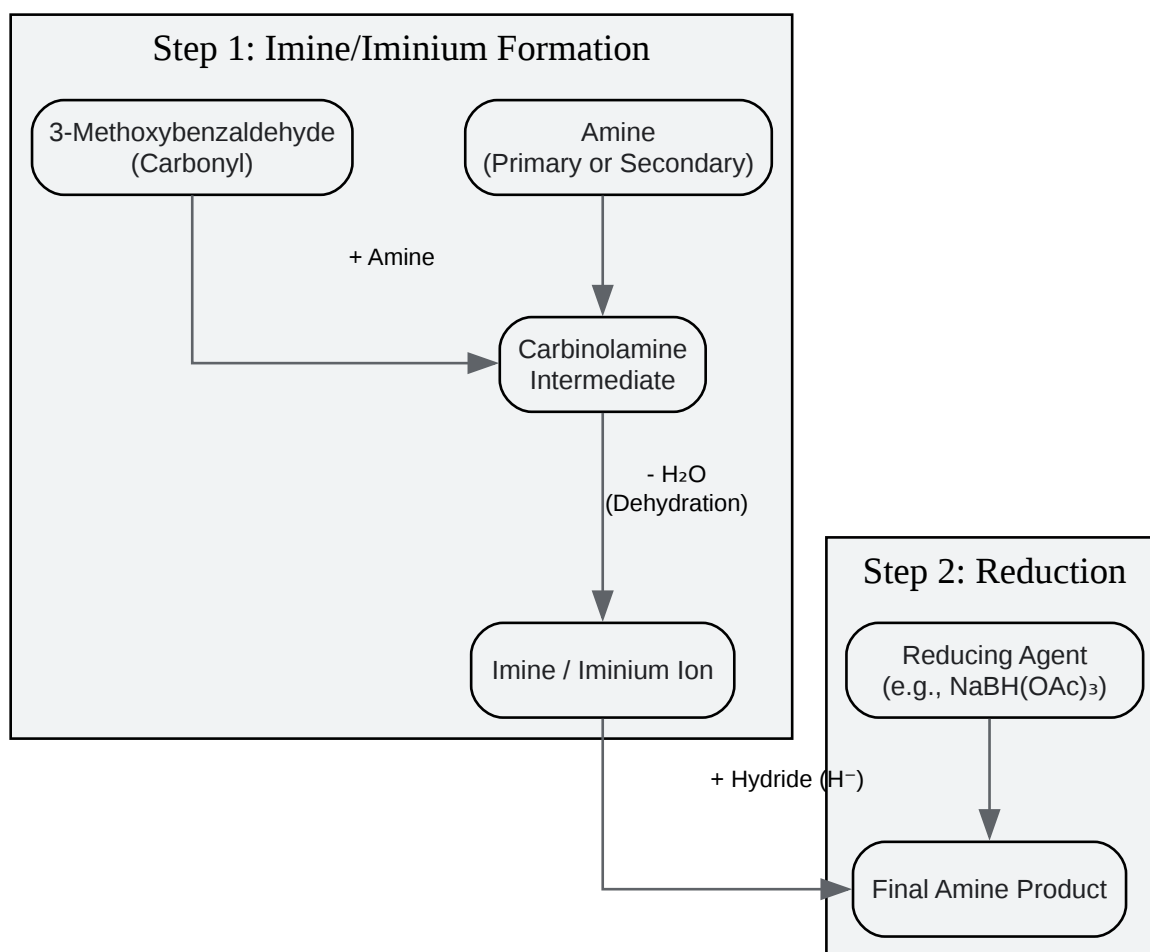 Step 1: Imine/Iminium Formation
3-Methoxybenzaldehyde
(Carbonyl)
Amine
(Primary or Secondary)
+ Amine
Carbinolamine
Intermediate
- H₂O
(Dehydration)
Imine / Iminium Ion
Step 2: Reduction
Reducing Agent
(e.g., NaBH(OAc)₃)
+ Hydride (H⁻)
Final Amine Product